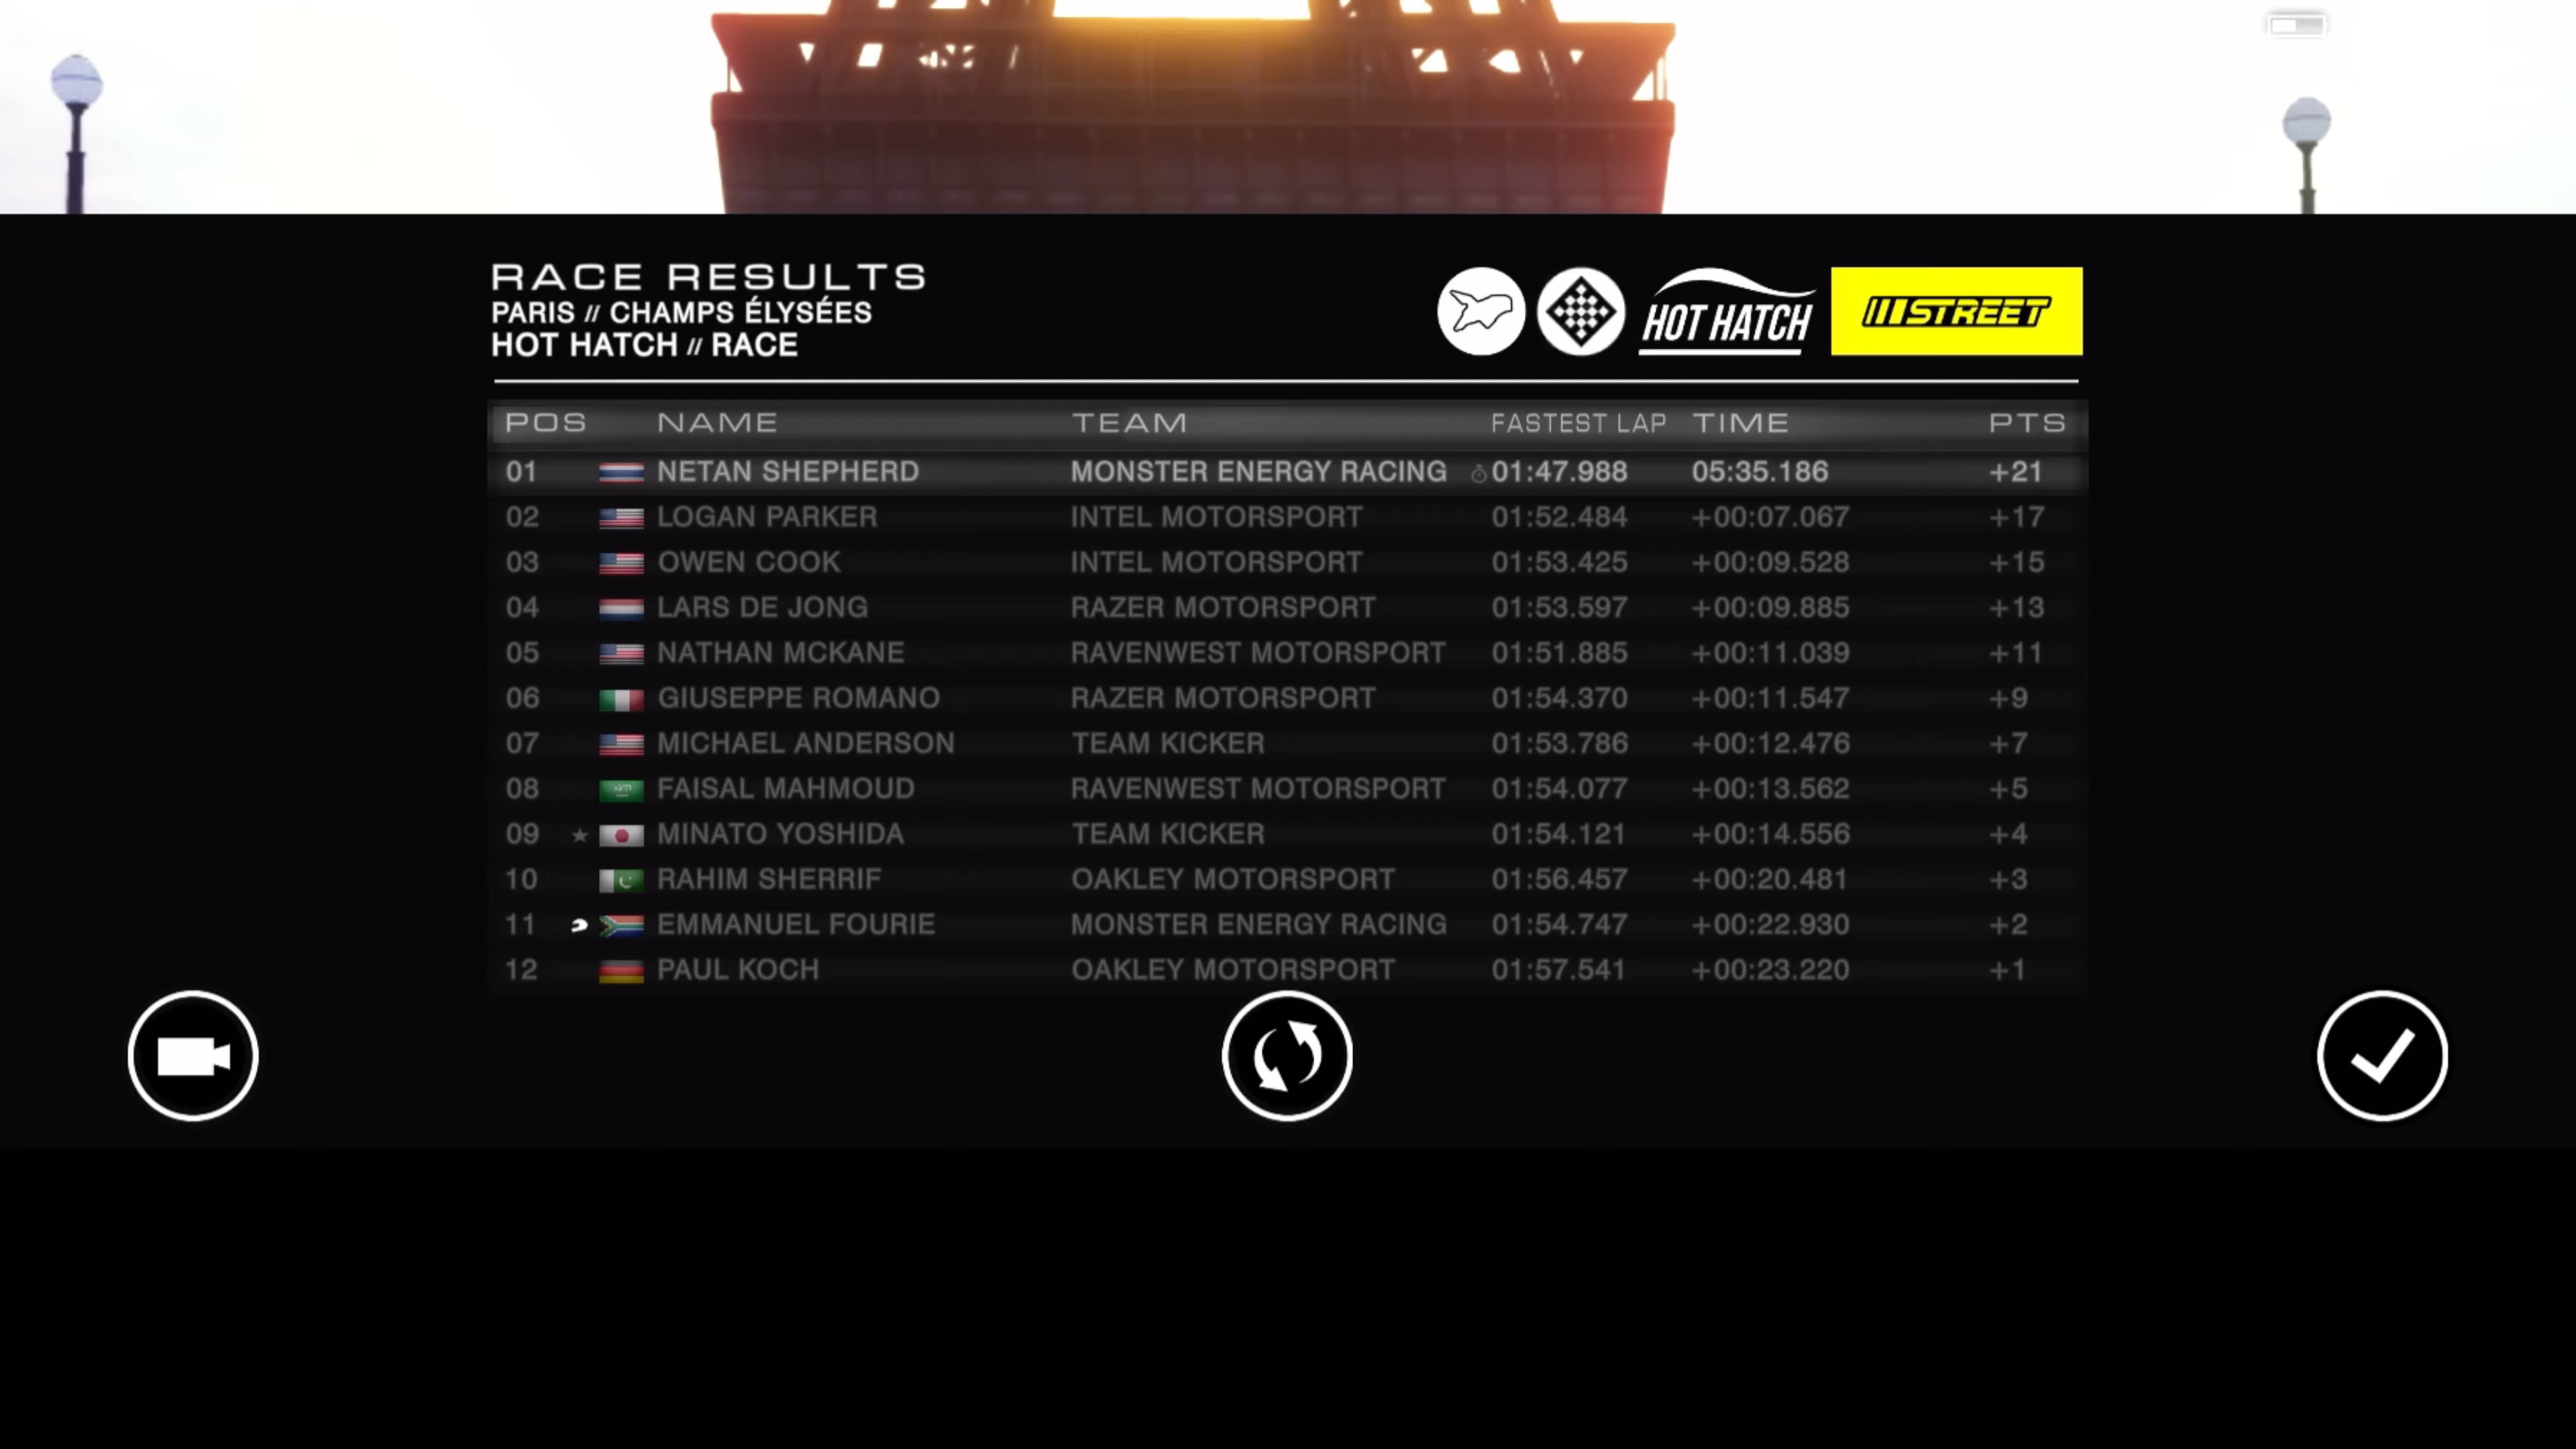 RACE RESULTS
PARIS // CHAMPS ÉLYSÉES
HOT HATCH // RACE
HOT HATCH
STREET
POS NAME TEAM FASTEST LAP TIME PTS
01 NETAN SHEPHERD MONSTER ENERGY RACING 01:47.988 05:35.186 +21
02 LOGAN PARKER INTEL MOTORSPORT 01:52.484 +00:07.067 +17
03 OWEN COOK INTEL MOTORSPORT 01:53.425 +00:09.528 +15
04 LARS DE JONG RAZER MOTORSPORT 01:53.597 +00:09.885 +13
05 NATHAN MCKANE RAVENWEST MOTORSPORT 01:51.885 +00:11.039 +11
06 GIUSEPPE ROMANO RAZER MOTORSPORT 01:54.370 +00:11.547 +9
07 MICHAEL ANDERSON TEAM KICKER 01:53.786 +00:12.476 +7
08 FAISAL MAHMOUD RAVENWEST MOTORSPORT 01:54.077 +00:13.562 +5
09 MINATO YOSHIDA TEAM KICKER 01:54.121 +00:14.556 +4
10 RAHIM SHERRIF OAKLEY MOTORSPORT 01:56.457 +00:20.481 +3
11 EMMANUEL FOURIE MONSTER ENERGY RACING 01:54.747 +00:22.930 +2
12 PAUL KOCH OAKLEY MOTORSPORT 01:57.541 +00:23.220 +1